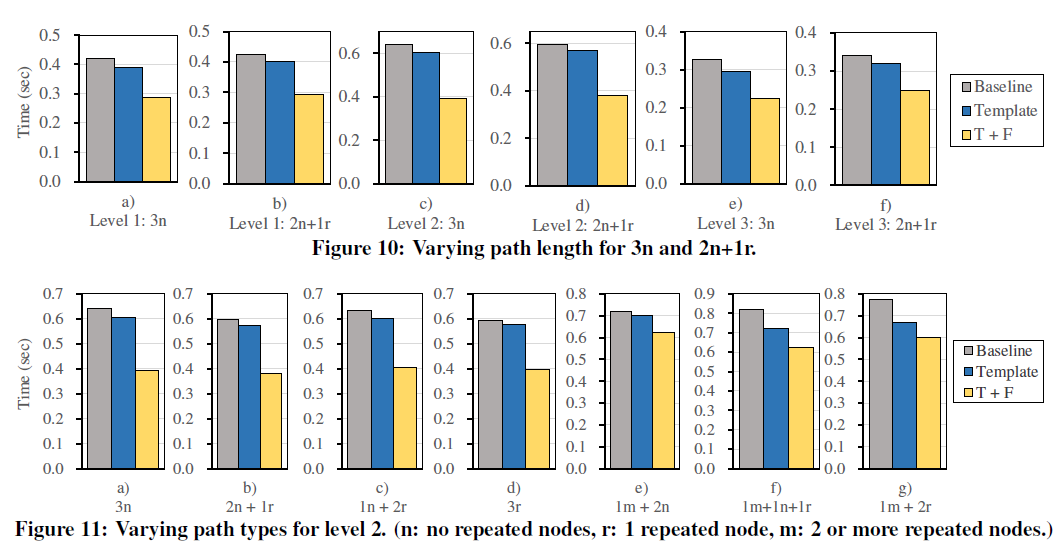 Time (sec)
0.5
0.4
0.3
0.2
0.1
0.0
a)
Level 1: 3n
0.5
0.4
0.3
0.2
0.1
0.0
b)
Level 1: 2n+1r
0.6
0.4
0.2
0.0
c)
Level 2: 3n
0.6
0.4
0.2
0.0
d)
Level 2: 2n+1r
0.4
0.3
0.2
0.1
0.0
e)
Level 3: 3n
0.4
0.3
0.2
0.1
0.0
f)
Level 3: 2n+1r
Baseline
Template
T + F
Figure 10: Varying path length for 3n and 2n+1r.
Time (sec)
0.7
0.6
0.5
0.4
0.3
0.2
0.1
0.0
a)
3n
0.7
0.6
0.5
0.4
0.3
0.2
0.1
0.0
b)
2n + 1r
0.7
0.6
0.5
0.4
0.3
0.2
0.1
0.0
c)
1n + 2r
0.7
0.6
0.5
0.4
0.3
0.2
0.1
0.0
d)
3r
0.8
0.7
0.6
0.5
0.4
0.3
0.2
0.1
0.0
e)
1m + 2n
0.9
0.8
0.7
0.6
0.5
0.4
0.3
0.2
0.1
0.0
f)
1m+1n+1r
0.8
0.7
0.6
0.5
0.4
0.3
0.2
0.1
0.0
g)
1m + 2r
Baseline
Template
T + F
Figure 11: Varying path types for level 2. (n: no repeated nodes, r: 1 repeated node, m: 2 or more repeated nodes.)